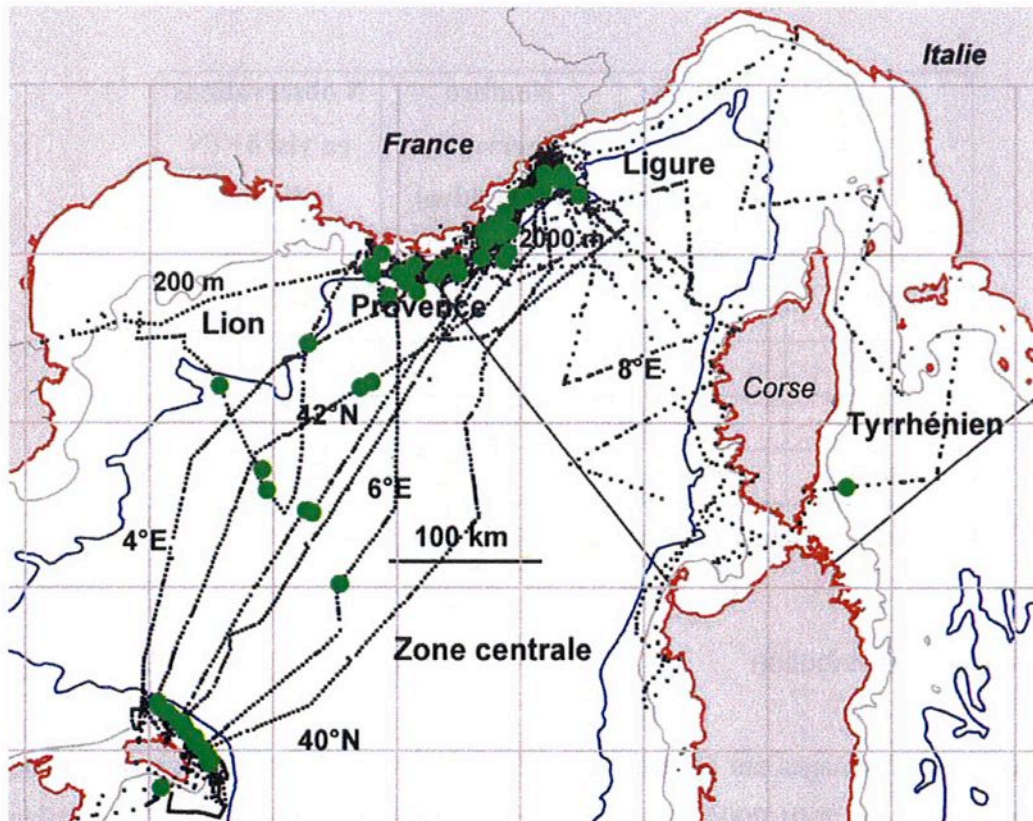 Italie
France
Ligure
2000 m
200 m
Provence
Lion
8°E
Corse
42°N
Tyrrhénien
6°E
4°E
100 km
Zone centrale
40°N